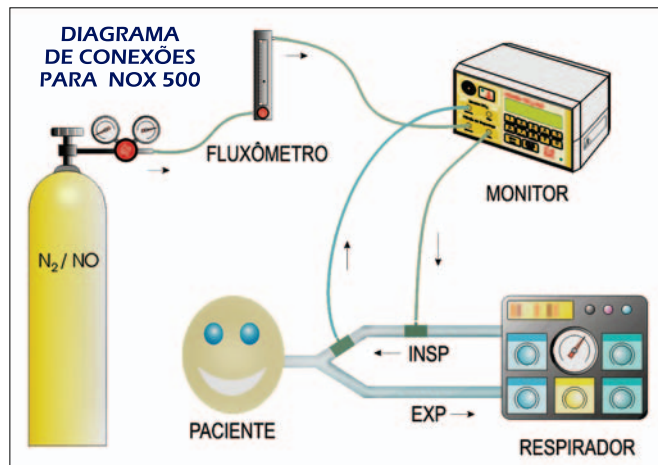 DIAGRAMA
DE CONEXÕES
PARA NOX 500
FLUXÔMETRO
MONITOR
N₂ / NO
INSP
EXP
PACIENTE
RESPIRADOR